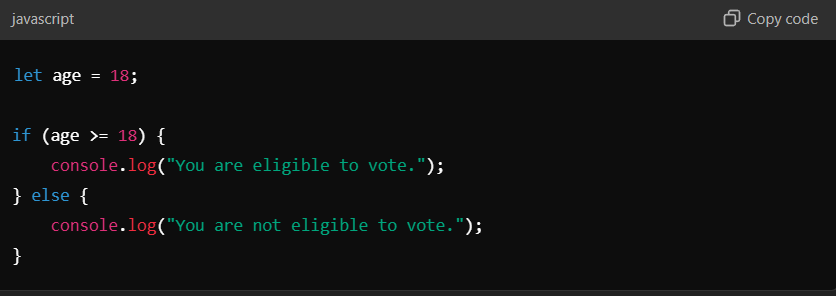 javascript
Copy code
let age = 18;
if (age >= 18) {
    console.log("You are eligible to vote.");
} else {
    console.log("You are not eligible to vote.");
}